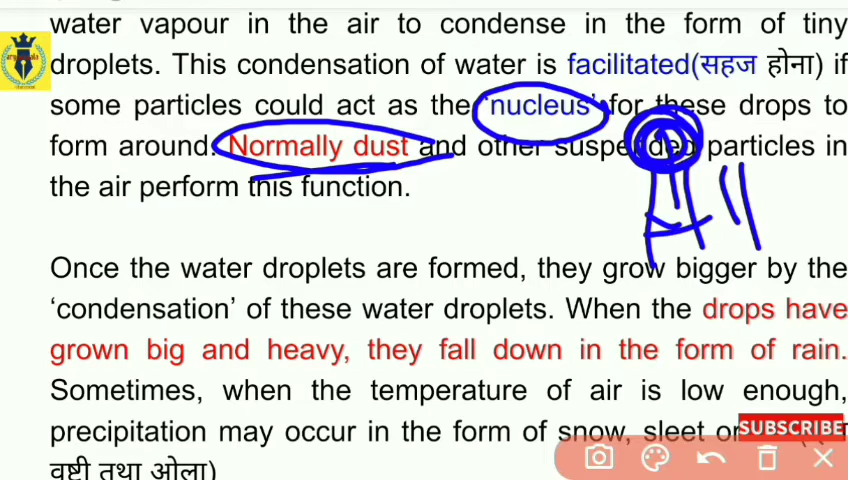 water vapour in the air to condense in the form of tiny
droplets. This condensation of water is facilitated(सहज होना) if
some particles could act as the 'nucleus' for these drops to
form around. Normally dust and other suspended particles in
the air perform this function.
Once the water droplets are formed, they grow bigger by the
‘condensation’ of these water droplets. When the drops have
grown big and heavy, they fall down in the form of rain.
Sometimes, when the temperature of air is low enough,
precipitation may occur in the form of snow, sleet or
SUBSCRIBE
वृष्टी तथा ओला)